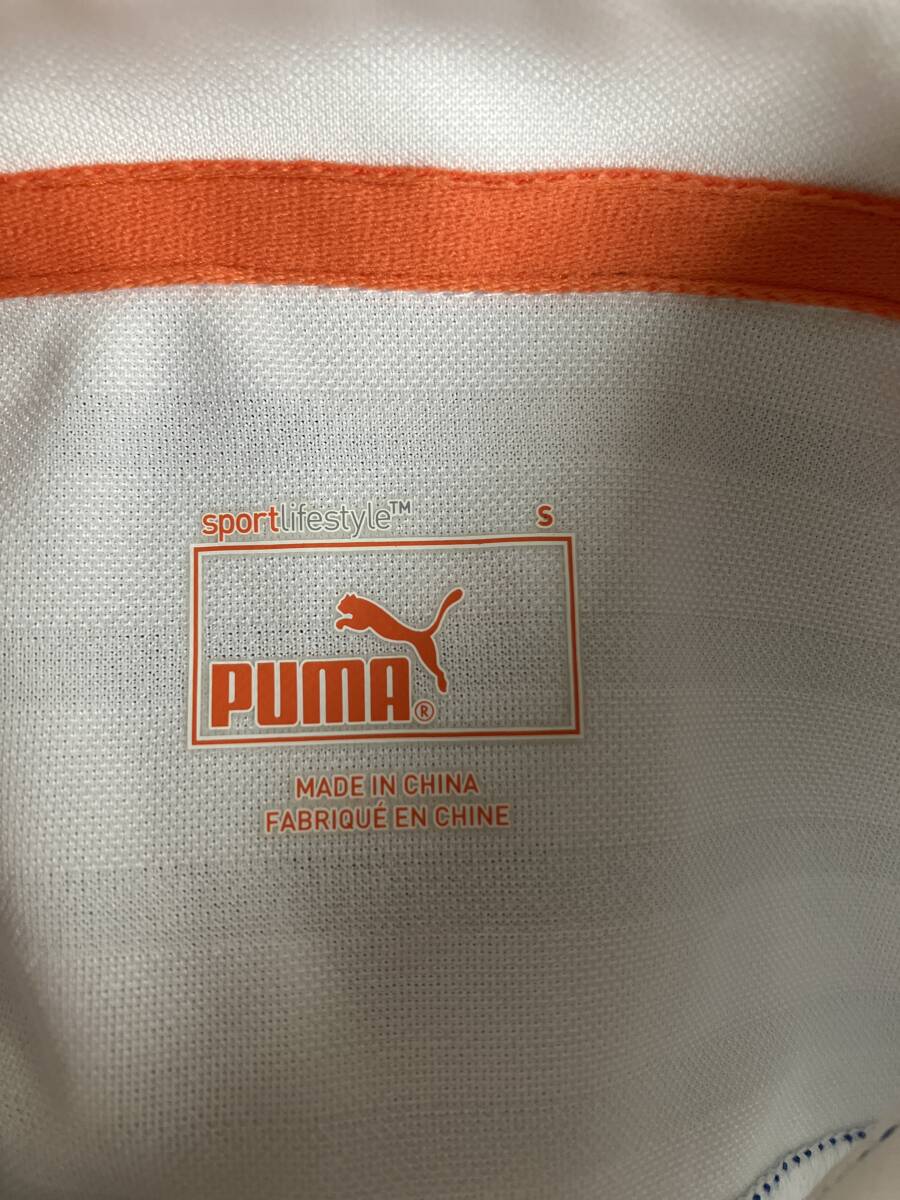 sportlifestyle™ S
PUMA®
MADE IN CHINA
FABRIQUÉ EN CHINE